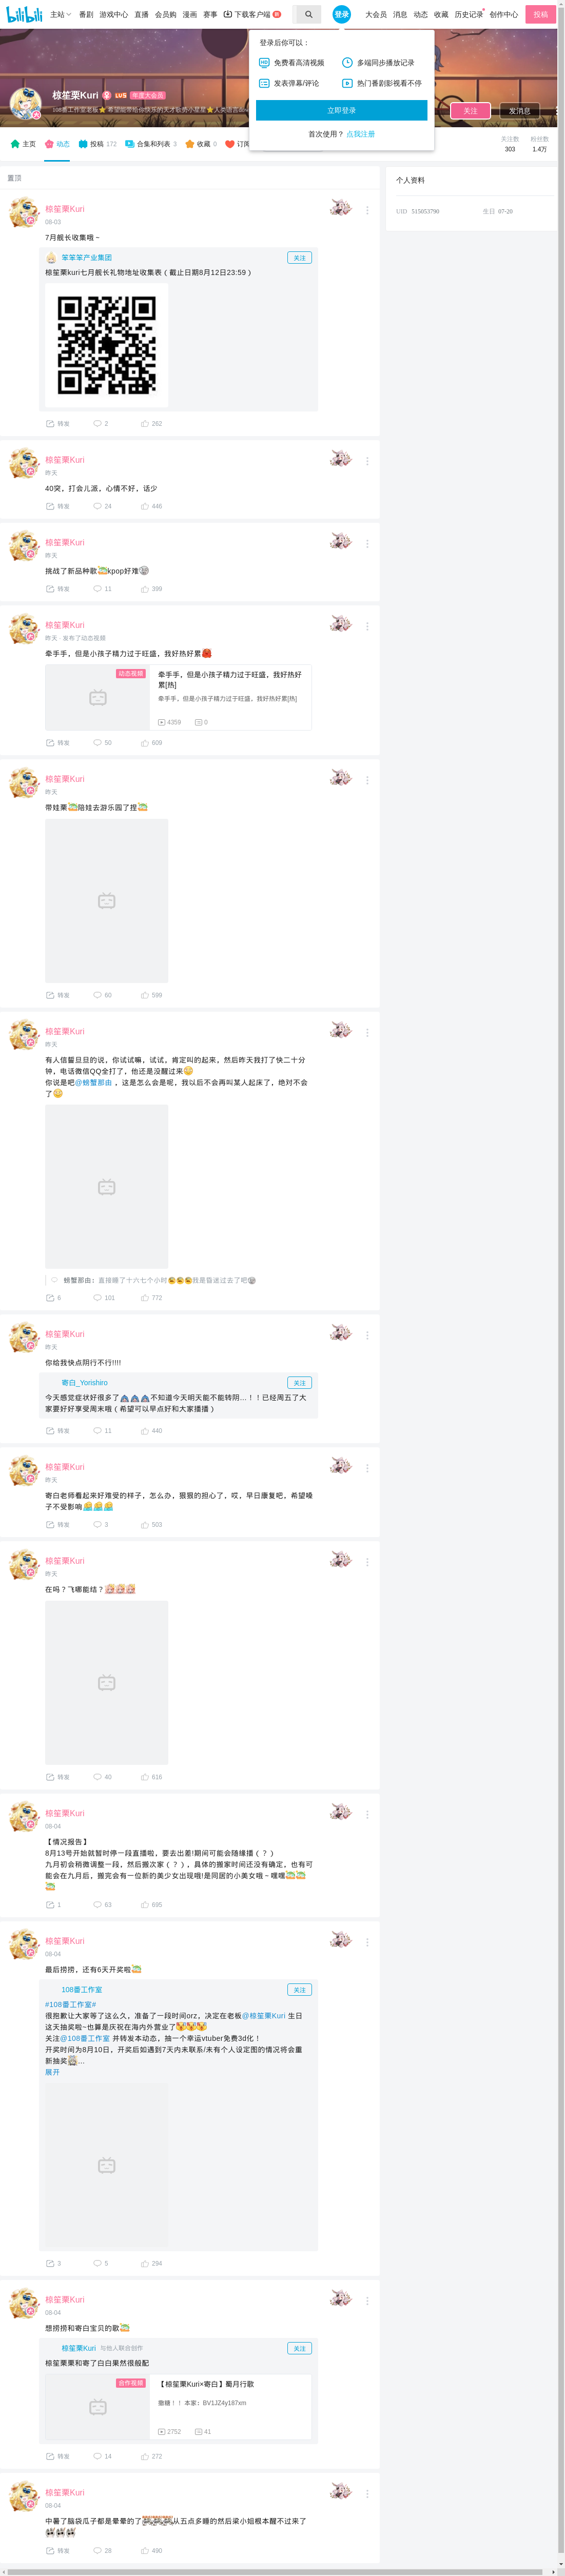 bilibili 主站 番剧 游戏中心 直播 会员购 漫画 赛事 下载客户端 登录 大会员 消息 动态 收藏 历史记录 创作中心 投稿
登录后你可以：
免费看高清视频 多端同步播放记录
发表弹幕/评论 热门番剧影视看不停
立即登录
首次使用？ 点我注册
椋笙栗Kuri LV5 年度大会员
关注 发消息
主页 动态 投稿 172 合集和列表 3 收藏 0 订阅
关注数 粉丝数
303 1.4万
个人资料
UID 515053790 生日 07-20
置顶
椋笙栗Kuri
08-03
7月舰长收集哦~
笨笨笨产业集团 关注
椋笙栗kuri七月舰长礼物地址收集表（截止日期8月12日23:59）
转发 2 262
椋笙栗Kuri
昨天
40突，打会儿派，心情不好，话少
转发 24 446
椋笙栗Kuri
昨天
挑战了新品种歌kpop好难
转发 11 399
椋笙栗Kuri
昨天 · 发布了动态视频
牵手手，但是小孩子精力过于旺盛，我好热好累
动态视频
牵手手，但是小孩子精力过于旺盛，我好热好累[热]
牵手手，但是小孩子精力过于旺盛，我好热好累[热]
4359 0
转发 50 609
椋笙栗Kuri
昨天
带娃栗陪娃去游乐园了捏
转发 60 599
椋笙栗Kuri
昨天
有人信誓旦旦的说，你试试嘛，试试，肯定叫的起来，然后昨天我打了快二十分
钟，电话微信QQ全打了，他还是没醒过来
你说是吧@螃蟹那由 ，这是怎么会是呢，我以后不会再叫某人起床了，绝对不会
了
螃蟹那由：直接睡了十六七个小时我是昏迷过去了吧
8 101 772
椋笙栗Kuri
昨天
你给我快点阴行不行!!!!
寄白_Yorishiro 关注
今天感觉症状好很多了不知道今天明天能不能转阴…！！已经周五了大
家要好好享受周末哦（希望可以早点好和大家播播）
转发 11 440
椋笙栗Kuri
昨天
寄白老师看起来好难受的样子，怎么办，狠狠的担心了，哎，早日康复吧，希望嗓
子不受影响
转发 3 503
椋笙栗Kuri
昨天
在吗？飞哪能结？
转发 40 616
椋笙栗Kuri
08-04
【情况报告】
8月13号开始就暂时停一段直播啦，要去出差!期间可能会随缘播（？）
九月初会稍微调整一段，然后搬次家（？），具体的搬家时间还没有确定，也有可
能会在九月后，搬完会有一位新的美少女出现哦!是同居的小美女哦~嘿嘿
1 63 695
椋笙栗Kuri
08-04
最后捞捞，还有6天开奖啦
108番工作室 关注
#108番工作室#
很抱歉让大家等了这么久，准备了一段时间orz，决定在老板@椋笙栗Kuri 生日
这天抽奖啦~也算是庆祝在海内外营业了
关注@108番工作室 并转发本动态，抽一个幸运vtuber免费3d化！
开奖时间为8月10日，开奖后如遇到7天内未联系/未有个人设定图的情况将会重
新抽奖...
展开
3 5 294
椋笙栗Kuri
08-04
想捞捞和寄白宝贝的歌
椋笙栗Kuri 与他人联合创作 关注
椋笙栗栗和寄了白白果然很般配
合作视频
【椋笙栗Kuri×寄白】蜀月行歌
撒糖！！ 本家：BV1JZ4y187xm
2752 41
转发 14 272
椋笙栗Kuri
08-04
中暑了脑袋瓜子都是晕晕的了从五点多睡的然后梁小姐根本醒不过来了
转发 28 490